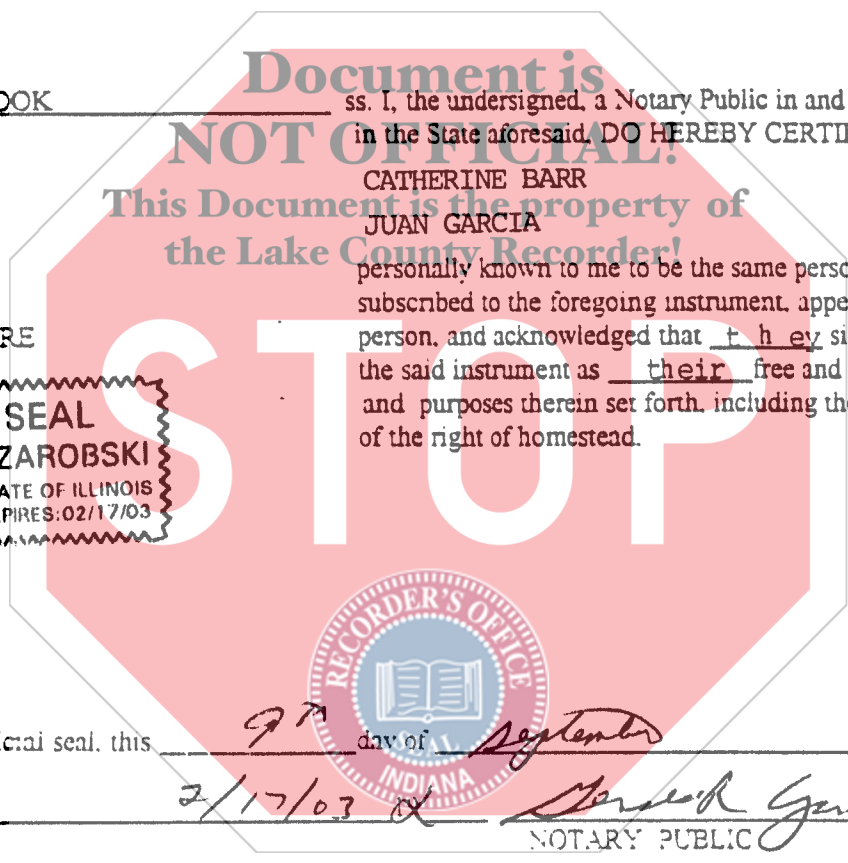 Document is
NOT OFFICIAL!
This Document is the property of
the Lake County Recorder!
STOP
OOK ss. I, the undersigned, a Notary Public in and
in the State aforesaid, DO HEREBY CERTI
CATHERINE BARR
JUAN GARCIA
personally known to me to be the same perso
subscribed to the foregoing instrument, appe
person, and acknowledged that t h ey si
the said instrument as their free and
and purposes therein set forth, including the
of the right of homestead.
RE
SEAL
ZAROBSKI
ATE OF ILLINOIS
PIRES:02/17/03
RECORDER'S OFFICE
SEAL
INDIANA
icial seal, this 9th day of September
2/17/03
NOTARY PUBLIC